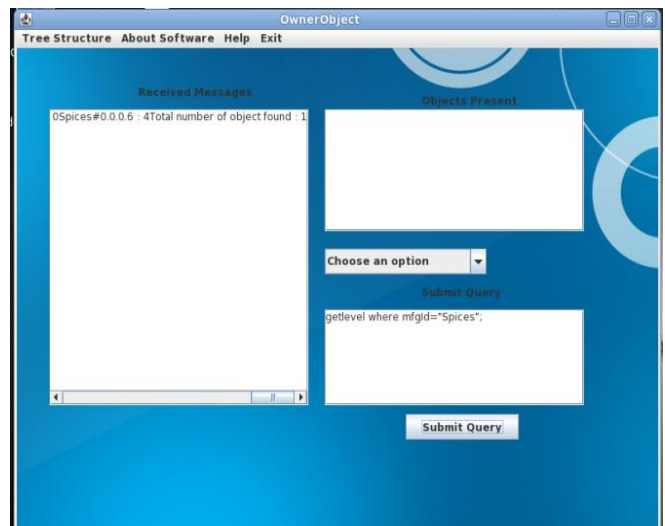 OwnerObject
Tree Structure About Software Help Exit
Received Messages
Objects Present
0Spices#0.0.0.6 : 4Total number of object found : 1
Choose an option
Submit Query
getlevel where mfgId="Spices";
Submit Query